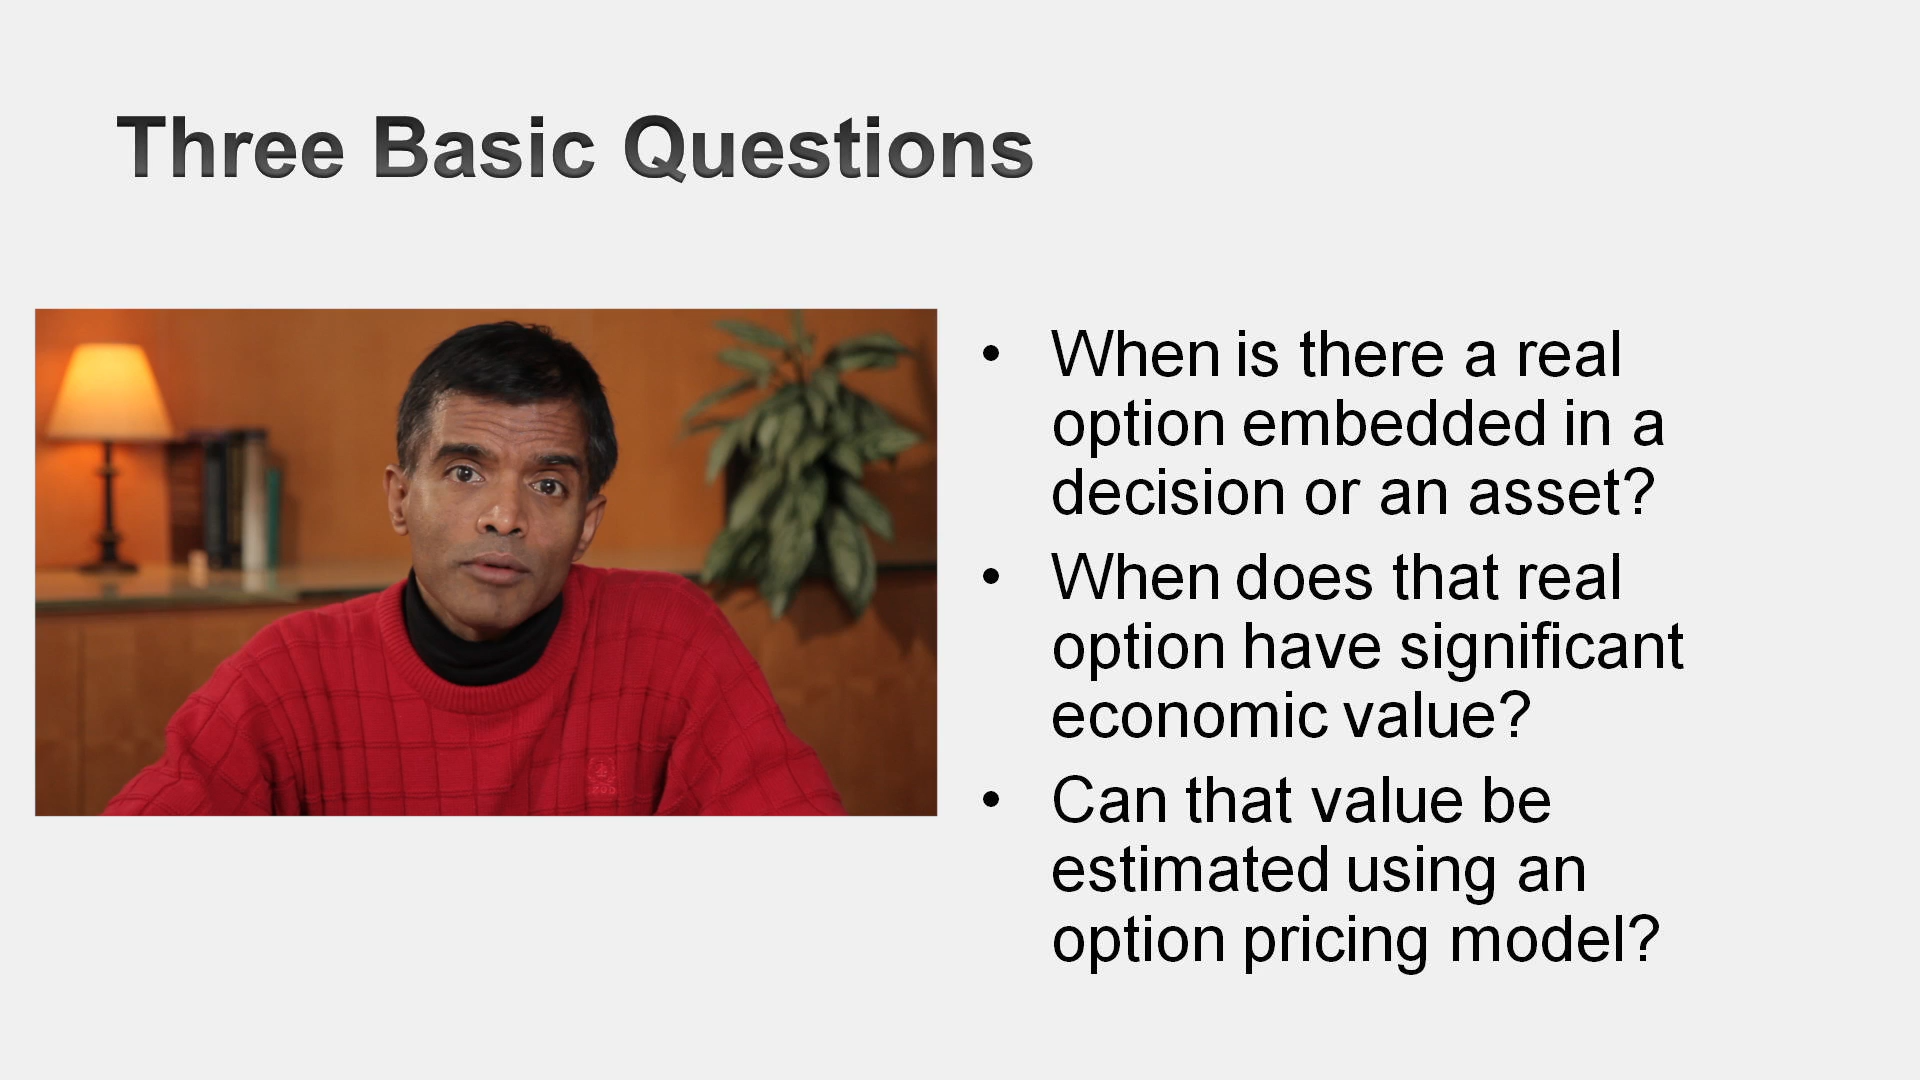 Three Basic Questions
• When is there a real
option embedded in a
decision or an asset?
• When does that real
option have significant
economic value?
• Can that value be
estimated using an
option pricing model?